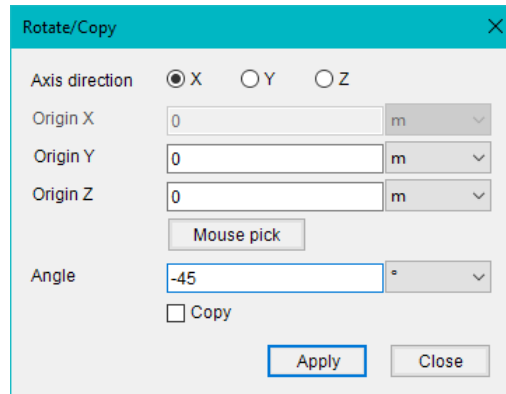 Rotate/Copy
Axis direction X Y Z
Origin X 0 m
Origin Y 0 m
Origin Z 0 m
Mouse pick
Angle -45 °
Copy
Apply Close